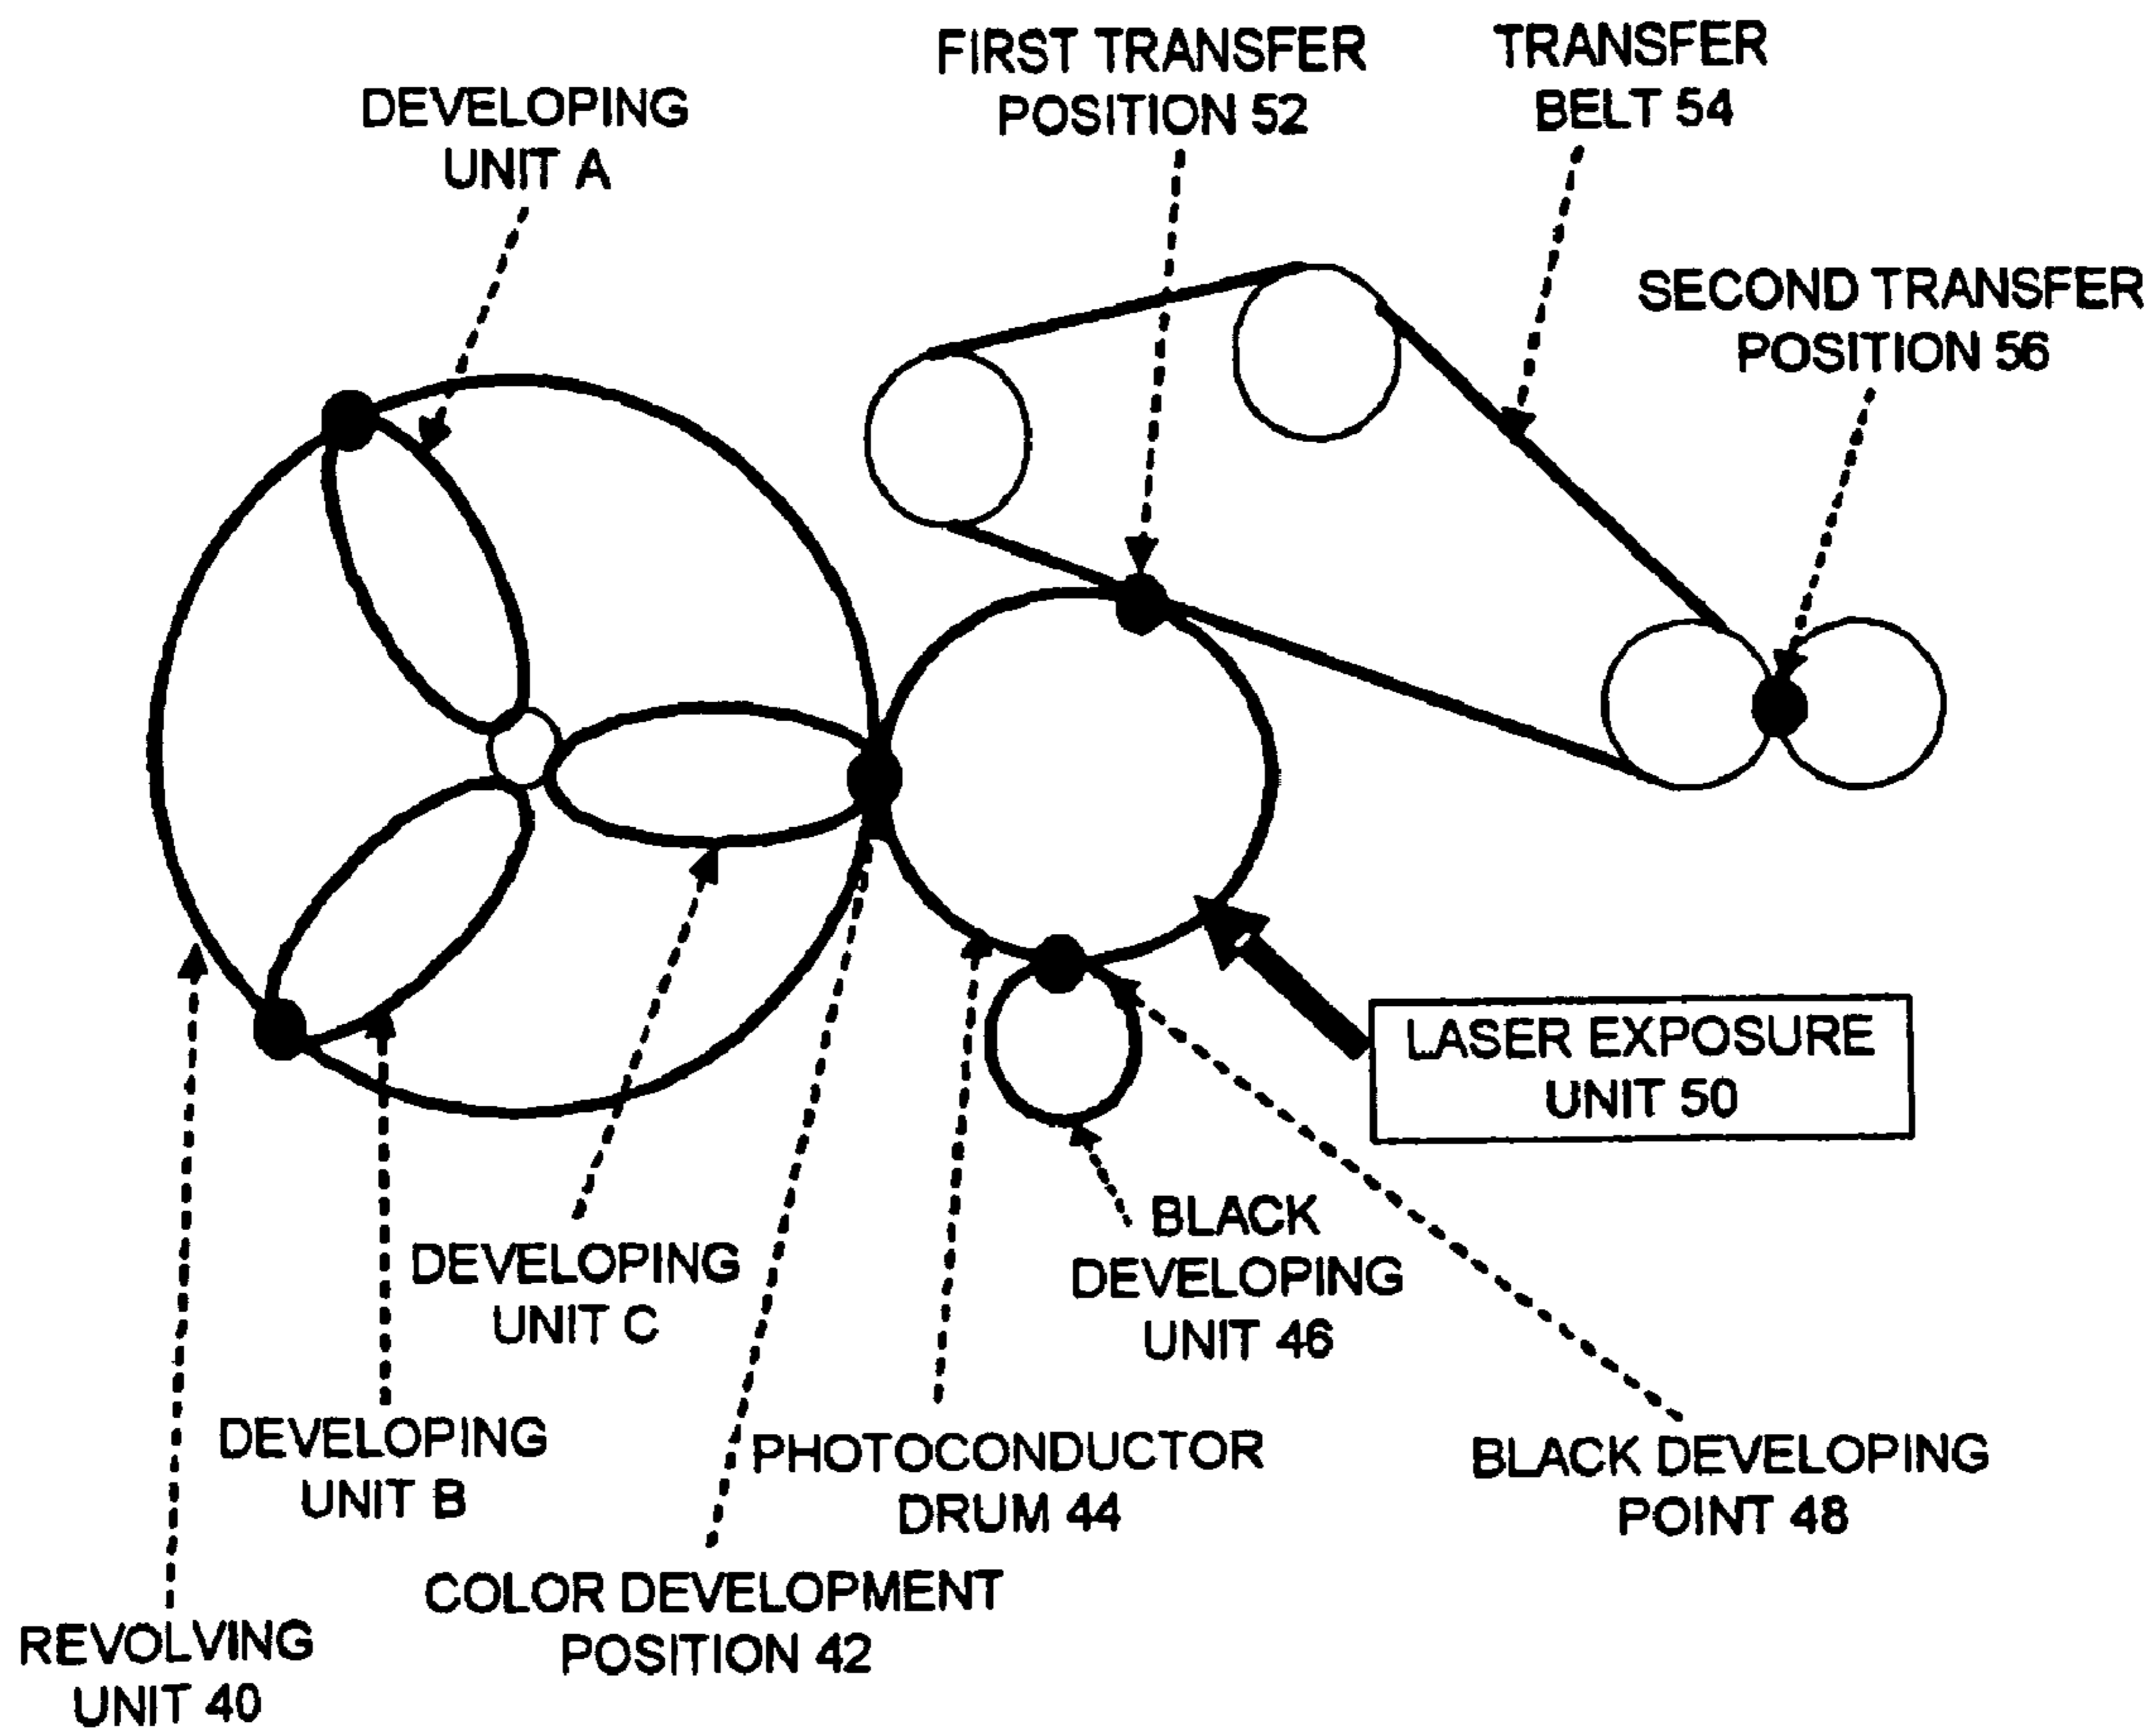 FIRST TRANSFER
POSITION 52
TRANSFER
BELT 54
DEVELOPING
UNIT A
SECOND TRANSFER
POSITION 56
LASER EXPOSURE
UNIT 50
BLACK
DEVELOPING
UNIT 46
DEVELOPING
UNIT C
DEVELOPING
UNIT B
PHOTOCONDUCTOR
DRUM 44
BLACK DEVELOPING
POINT 48
COLOR DEVELOPMENT
POSITION 42
REVOLVING
UNIT 40